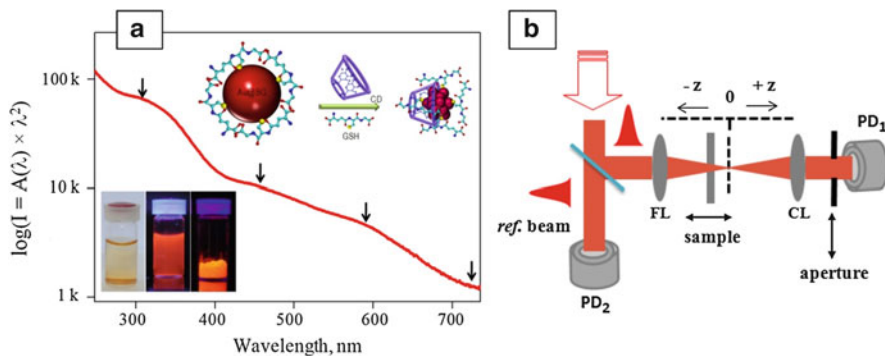 a
100 k
10 k
1 k
log(I = A(λ) × λ²)
CD
GSH
300 400 500 600 700
Wavelength, nm
b
- z 0 + z
PD1
FL
CL
ref. beam
sample
aperture
PD2